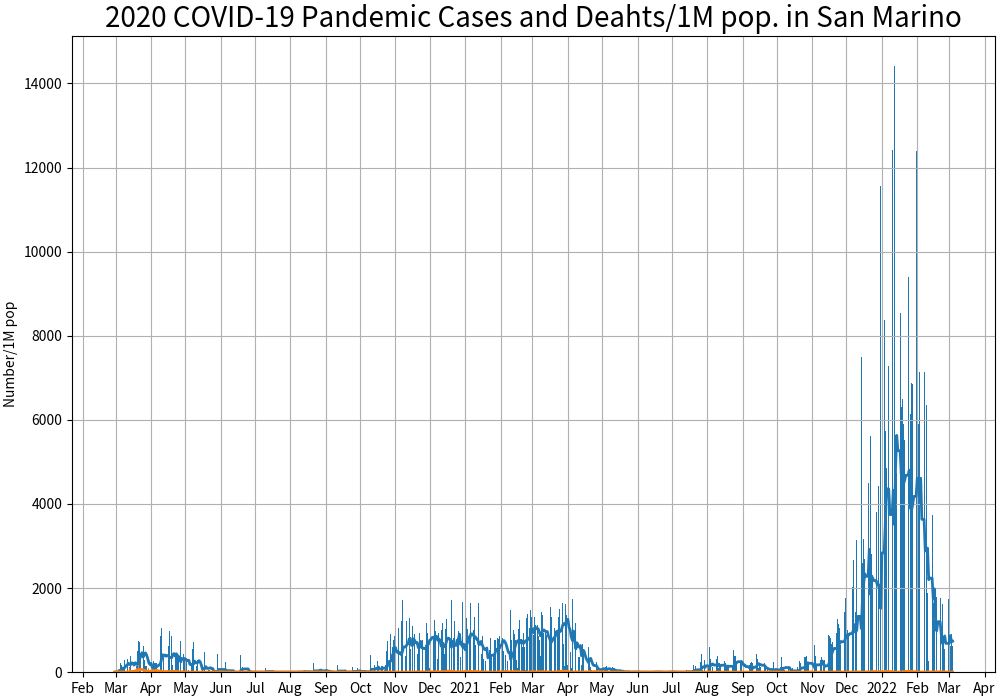 2020 COVID-19 Pandemic Cases and Deahts/1M pop. in San Marino
14000
12000
10000
8000
6000
4000
2000
0
Number/1M pop
Feb Mar Apr May Jun Jul Aug Sep Oct Nov Dec 2021 Feb Mar Apr May Jun Jul Aug Sep Oct Nov Dec 2022 Feb Mar Apr